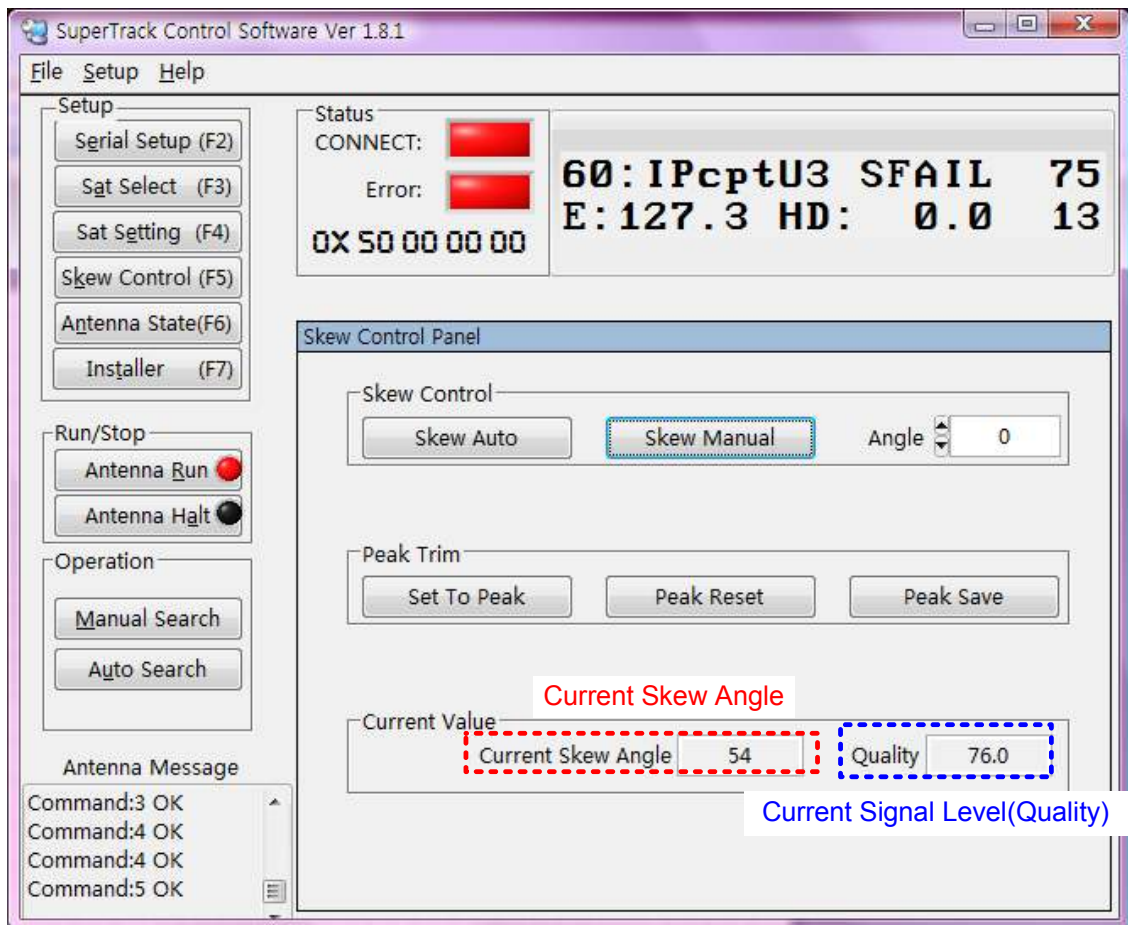 SuperTrack Control Software Ver 1.8.1
File Setup Help
Setup
Serial Setup (F2)
Sat Select (F3)
Sat Setting (F4)
Skew Control (F5)
Antenna State(F6)
Installer (F7)
Run/Stop
Antenna Run
Antenna Halt
Operation
Manual Search
Auto Search
Antenna Message
Command:3 OK
Command:4 OK
Command:4 OK
Command:5 OK
Status
CONNECT:
Error:
0X 50 00 00 00
60:IPcptU3 SFAIL 75
E:127.3 HD: 0.0 13
Skew Control Panel
Skew Control
Skew Auto
Skew Manual
Angle 0
Peak Trim
Set To Peak
Peak Reset
Peak Save
Current Skew Angle
Current Value
Current Skew Angle 54
Quality 76.0
Current Signal Level(Quality)